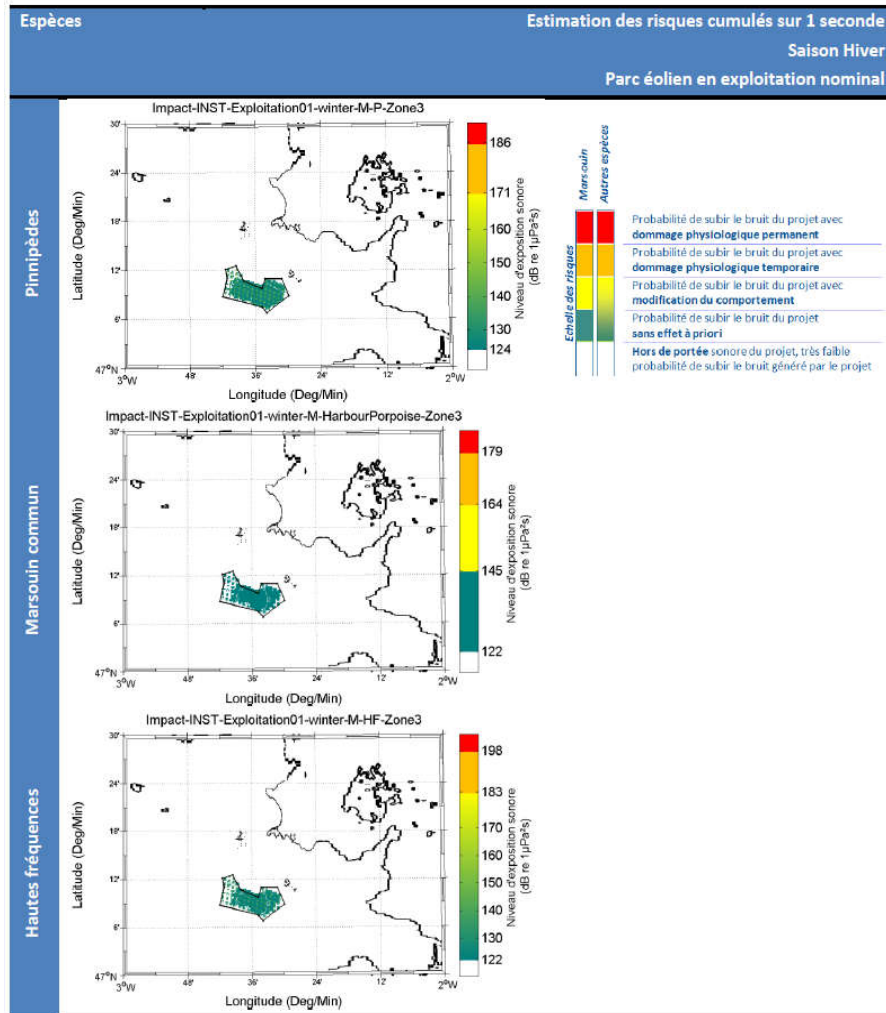 Espèces
Estimation des risques cumulés sur 1 seconde
Saison Hiver
Parc éolien en exploitation nominal
Pinnipèdes
Impact-INST-Exploitation01-winter-M-P-Zone3
30'
24'
18'
12'
6'
47°N
3°W
48'
36'
24'
12'
2°W
Latitude (Deg/Min)
Longitude (Deg/Min)
186
171
160
150
140
130
124
Niveau d'exposition sonore
(dB re 1µPa²s)
Marsouin
Autres espèces
Echelle des risques
Probabilité de subir le bruit du projet avec
dommage physiologique permanent
Probabilité de subir le bruit du projet avec
dommage physiologique temporaire
Probabilité de subir le bruit du projet avec
modification du comportement
Probabilité de subir le bruit du projet
sans effet à priori
Hors de portée sonore du projet, très faible
probabilité de subir le bruit généré par le projet
Marsouin commun
Impact-INST-Exploitation01-winter-M-HarbourPorpoise-Zone3
30'
24'
18'
12'
6'
47°N
3°W
48'
36'
24'
12'
2°W
Latitude (Deg/Min)
Longitude (Deg/Min)
179
164
145
122
Niveau d'exposition sonore
(dB re 1µPa²s)
Hautes fréquences
Impact-INST-Exploitation01-winter-M-HF-Zone3
30'
24'
18'
12'
6'
47°N
3°W
48'
36'
24'
12'
2°W
Latitude (Deg/Min)
Longitude (Deg/Min)
198
183
170
160
150
140
130
122
Niveau d'exposition sonore
(dB re 1µPa²s)